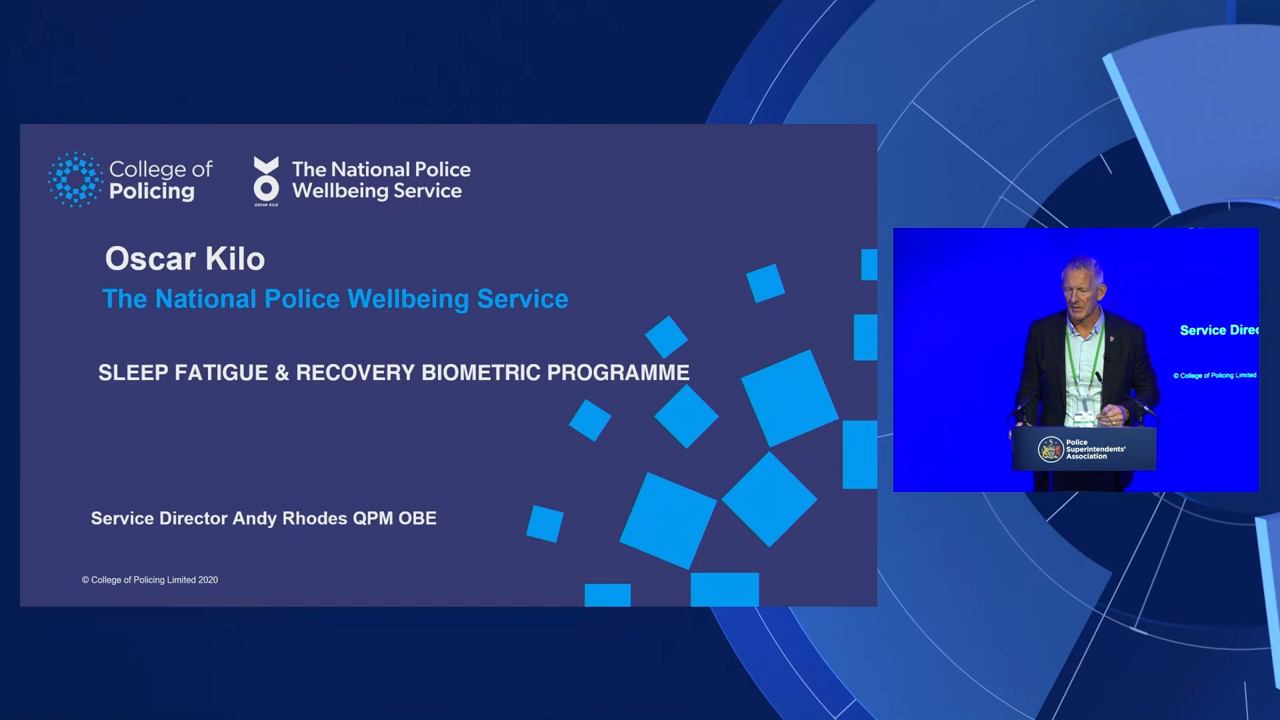 College of
Policing
OSCAR KILO
The National Police
Wellbeing Service
Oscar Kilo
The National Police Wellbeing Service
SLEEP FATIGUE & RECOVERY BIOMETRIC PROGRAMME
Service Director Andy Rhodes QPM OBE
© College of Policing Limited 2020
Service Direc
© College of Policing Limited
Police
Superintendents'
Association